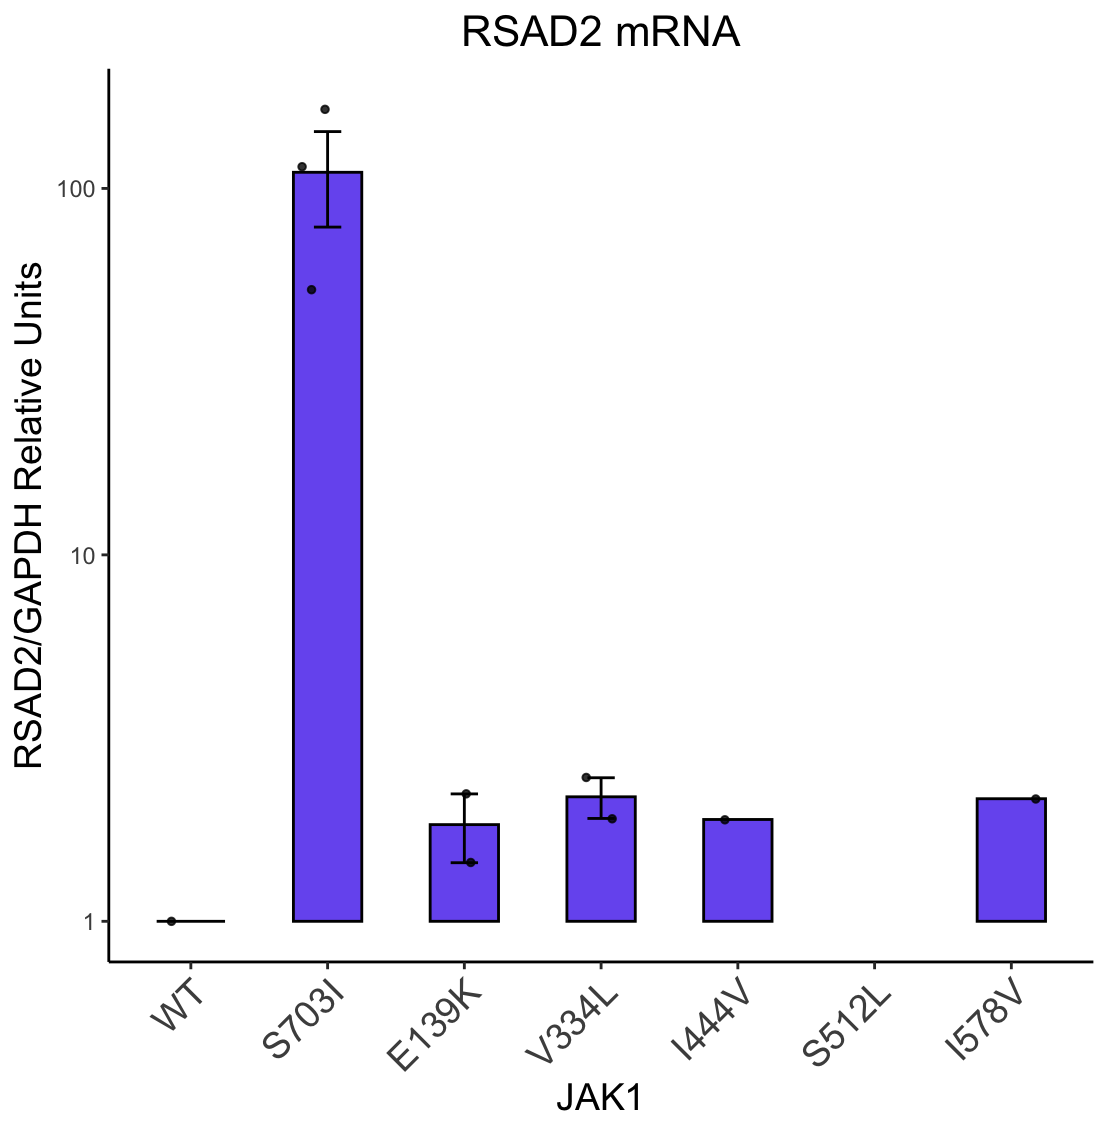 RSAD2 mRNA
RSAD2/GAPDH Relative Units
100
10
1
WT
S703I
E139K
V334L
I444V
S512L
I578V
JAK1